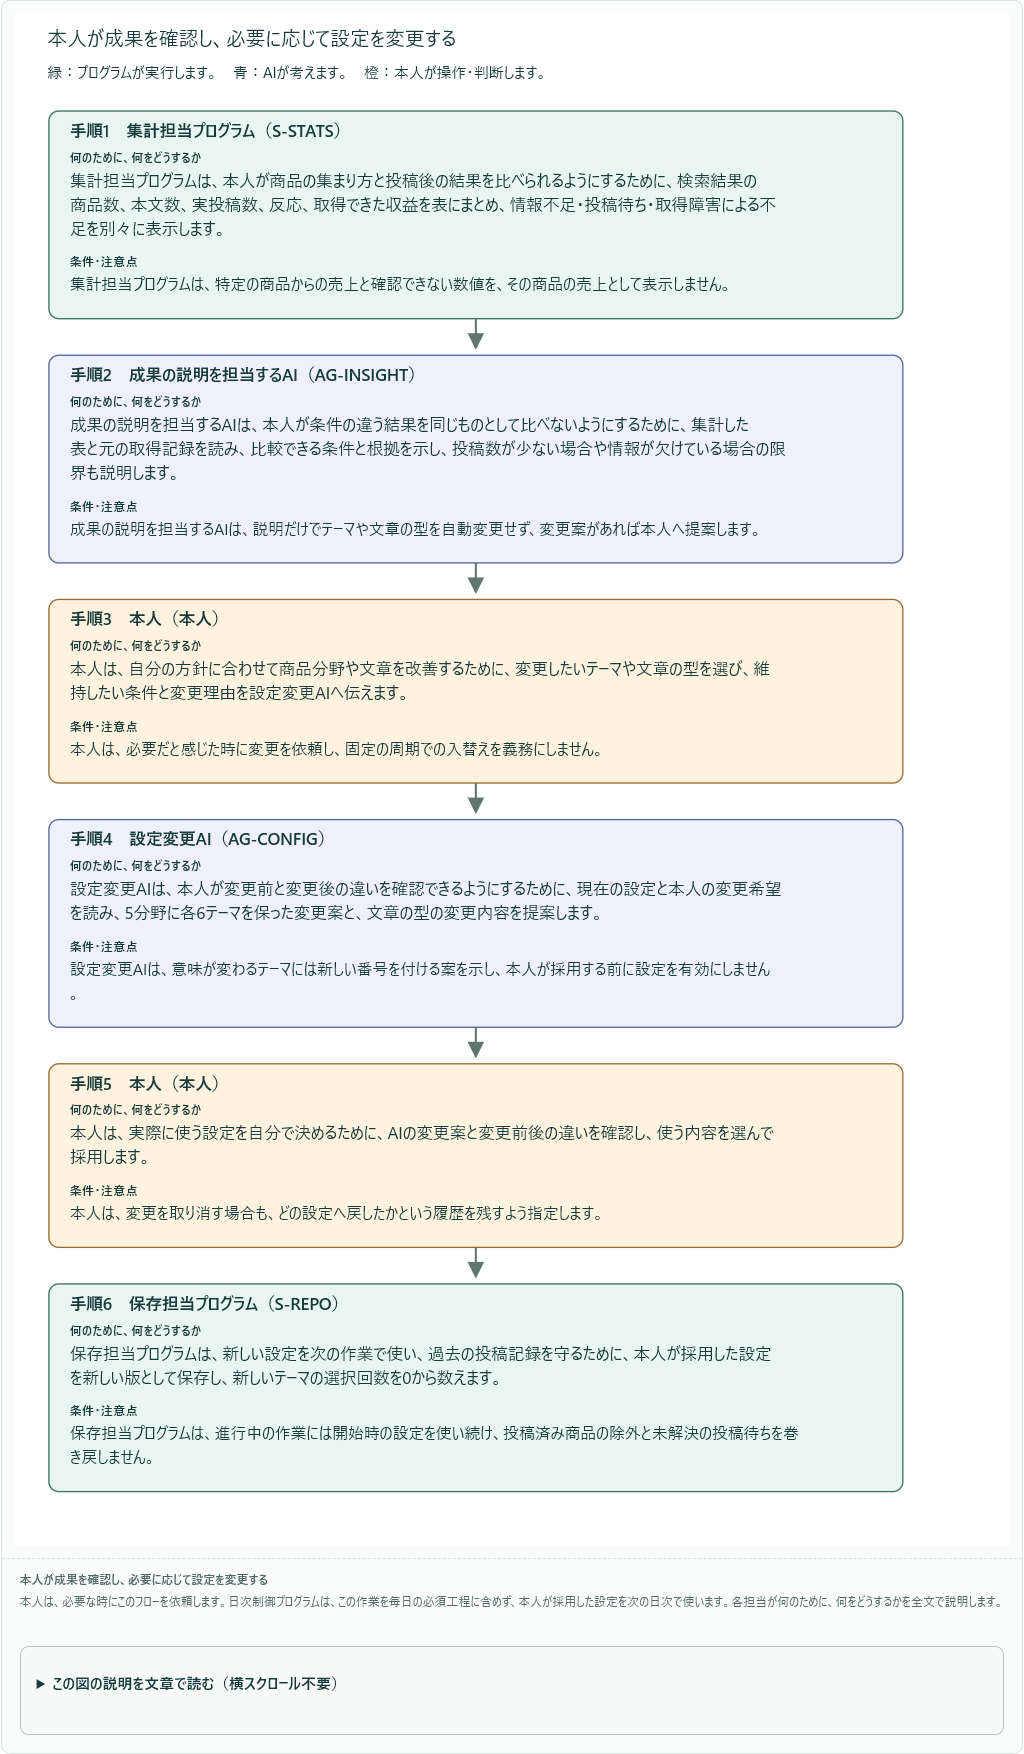 本人が成果を確認し、必要に応じて設定を変更する
緑：プログラムが実行します。　青：AIが考えます。　橙：本人が操作・判断します。
手順1　集計担当プログラム（S-STATS）
何のために、何をどうするか
集計担当プログラムは、本人が商品の集まり方と投稿後の結果を比べられるようにするために、検索結果の
商品数、本文数、実投稿数、反応、取得できた収益を表にまとめ、情報不足・投稿待ち・取得障害による不
足を別々に表示します。
条件・注意点
集計担当プログラムは、特定の商品からの売上と確認できない数値を、その商品の売上として表示しません。
手順2　成果の説明を担当するAI（AG-INSIGHT）
何のために、何をどうするか
成果の説明を担当するAIは、本人が条件の違う結果を同じものとして比べないようにするために、集計した
表と元の取得記録を読み、比較できる条件と根拠を示し、投稿数が少ない場合や情報が欠けている場合の限
界も説明します。
条件・注意点
成果の説明を担当するAIは、説明だけでテーマや文章の型を自動変更せず、変更案があれば本人へ提案します。
手順3　本人（本人）
何のために、何をどうするか
本人は、自分の方針に合わせて商品分野や文章を改善するために、変更したいテーマや文章の型を選び、維
持したい条件と変更理由を設定変更AIへ伝えます。
条件・注意点
本人は、必要だと感じた時に変更を依頼し、固定の周期での入替えを義務にしません。
手順4　設定変更AI（AG-CONFIG）
何のために、何をどうするか
設定変更AIは、本人が変更前と変更後の違いを確認できるようにするために、現在の設定と本人の変更希望
を読み、5分野に各6テーマを保った変更案と、文章の型の変更内容を提案します。
条件・注意点
設定変更AIは、意味が変わるテーマには新しい番号を付ける案を示し、本人が採用する前に設定を有効にしません
。
手順5　本人（本人）
何のために、何をどうするか
本人は、実際に使う設定を自分で決めるために、AIの変更案と変更前後の違いを確認し、使う内容を選んで
採用します。
条件・注意点
本人は、変更を取り消す場合も、どの設定へ戻したかという履歴を残すよう指定します。
手順6　保存担当プログラム（S-REPO）
何のために、何をどうするか
保存担当プログラムは、新しい設定を次の作業で使い、過去の投稿記録を守るために、本人が採用した設定
を新しい版として保存し、新しいテーマの選択回数を0から数えます。
条件・注意点
保存担当プログラムは、進行中の作業には開始時の設定を使い続け、投稿済み商品の除外と未解決の投稿待ちを巻
き戻しません。
本人が成果を確認し、必要に応じて設定を変更する
本人は、必要な時にこのフローを依頼します。日次制御プログラムは、この作業を毎日の必須工程に含めず、本人が採用した設定を次の日次で使います。各担当が何のために、何をどうするかを全文で説明します。
▶ この図の説明を文章で読む（横スクロール不要）